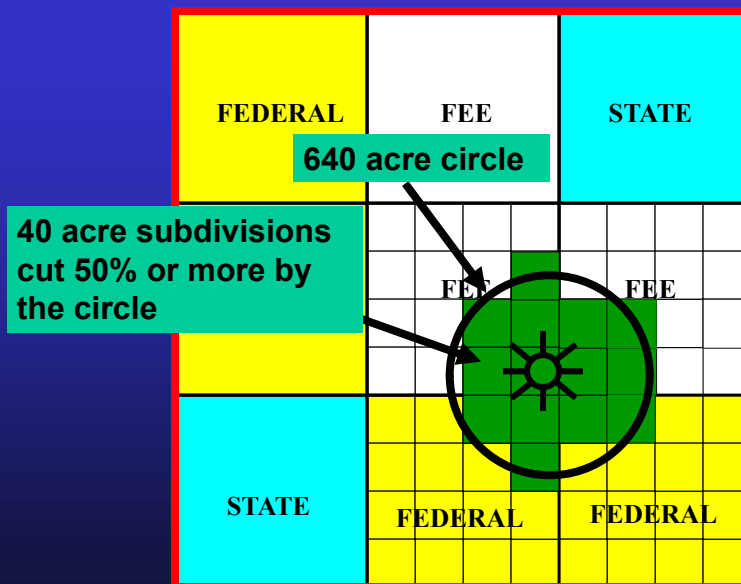 FEDERAL
FEE
STATE
640 acre circle
40 acre subdivisions
cut 50% or more by
the circle
FEE
FEE
STATE
FEDERAL
FEDERAL